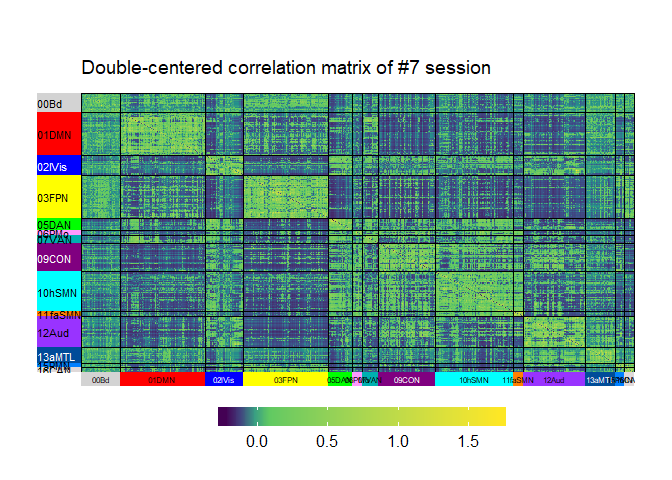 Double-centered correlation matrix of #7 session
00Bd
01DMN
02lVis
03FPN
05DAN
07VAN
09CON
10hSMN
11faSMN
12Aud
13aMTL
00Bd
01DMN
02lVis
03FPN
05DAN
09CON
10hSMN
11faSMN
12Aud
13aMTL
0.0 0.5 1.0 1.5